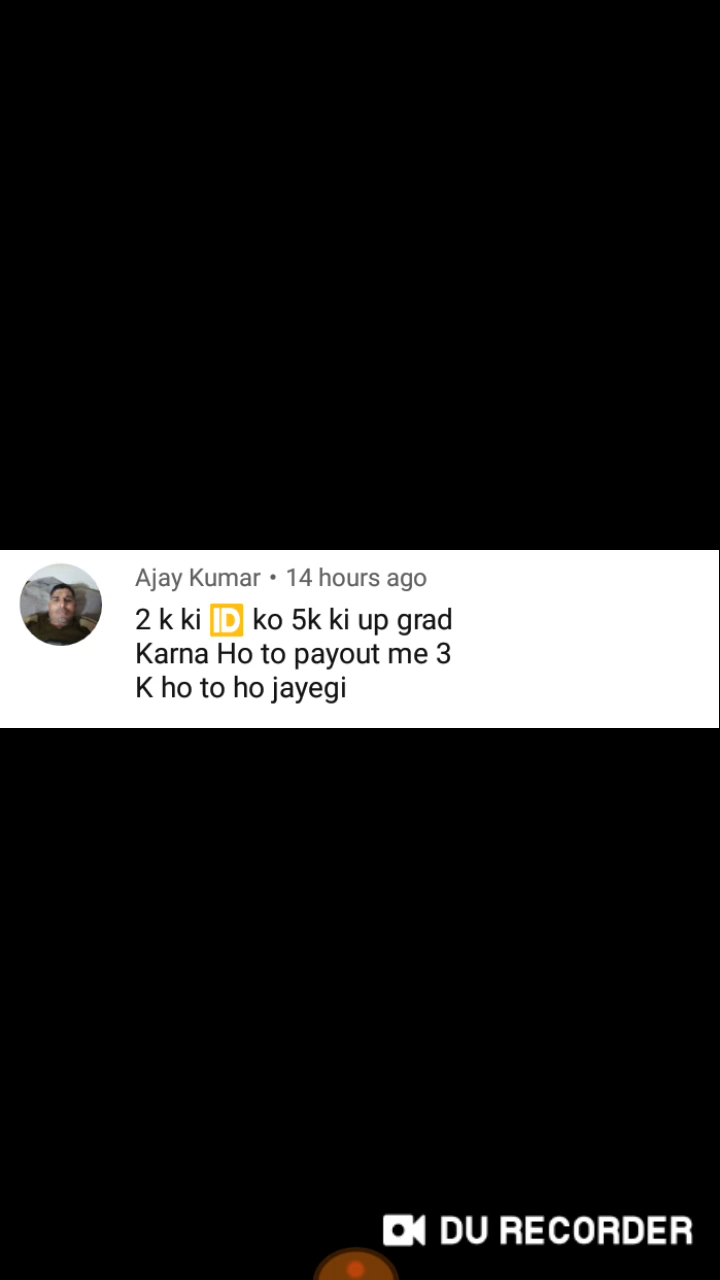 Ajay Kumar • 14 hours ago
2 k ki 🆔 ko 5k ki up grad
Karna Ho to payout me 3
K ho to ho jayegi
DU RECORDER